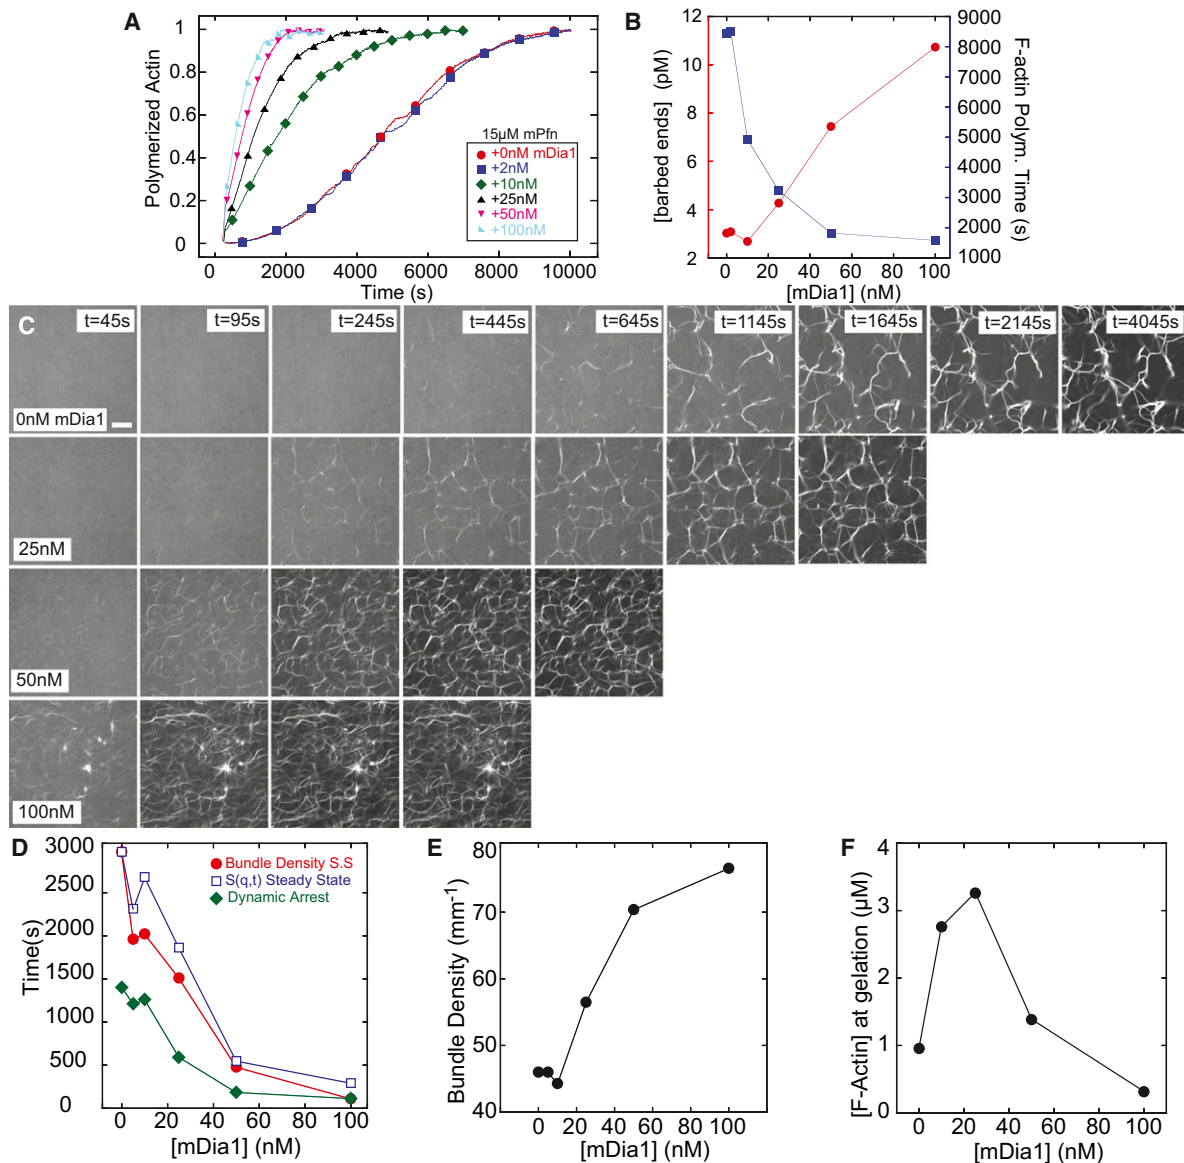 A
Polymerized Actin
1
0.8
0.6
0.4
0.2
0
0 2000 4000 6000 8000 10000
Time (s)
15µM mPfn
+0nM mDia1
+2nM
+10nM
+25nM
+50nM
+100nM
B
[barbed ends] (pM)
12
10
8
6
4
2
9000
8000
7000
6000
5000
4000
3000
2000
1000
F-actin Polym. Time (s)
0 20 40 60 80 100
[mDia1] (nM)
C
t=45s t=95s t=245s t=445s t=645s t=1145s t=1645s t=2145s t=4045s
0nM mDia1
25nM
50nM
100nM
D
Time(s)
3000
2500
2000
1500
1000
500
0
Bundle Density S.S
S(q,t) Steady State
Dynamic Arrest
0 20 40 60 80 100
[mDia1] (nM)
E
Bundle Density (mm⁻¹)
80
70
60
50
40
0 20 40 60 80 100
[mDia1] (nM)
F
[F-Actin] at gelation (µM)
4
3
2
1
0
0 20 40 60 80 100
[mDia1] (nM)